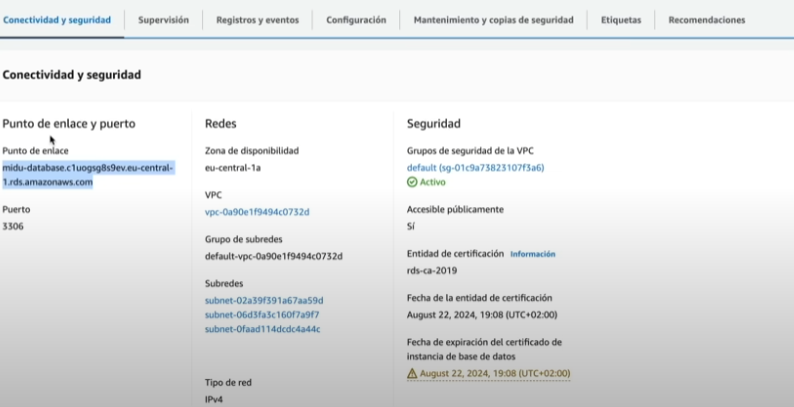 Conectividad y seguridad
Supervisión
Registros y eventos
Configuración
Mantenimiento y copias de seguridad
Etiquetas
Recomendaciones
Conectividad y seguridad
Punto de enlace y puerto
Punto de enlace
midu-database.c1uogsg8s9ev.eu-central-
1.rds.amazonaws.com
Puerto
3306
Redes
Zona de disponibilidad
eu-central-1a
VPC
vpc-0a90e1f9494c0732d
Grupo de subredes
default-vpc-0a90e1f9494c0732d
Subredes
subnet-02a39f391a67aa59d
subnet-06d3fa3c160f7a9f7
subnet-0faad114dcdc4a44c
Tipo de red
IPv4
Seguridad
Grupos de seguridad de la VPC
default (sg-01c9a73823107f3a6)
Activo
Accesible públicamente
Sí
Entidad de certificación Información
rds-ca-2019
Fecha de la entidad de certificación
August 22, 2024, 19:08 (UTC+02:00)
Fecha de expiración del certificado de
instancia de base de datos
August 22, 2024, 19:08 (UTC+02:00)